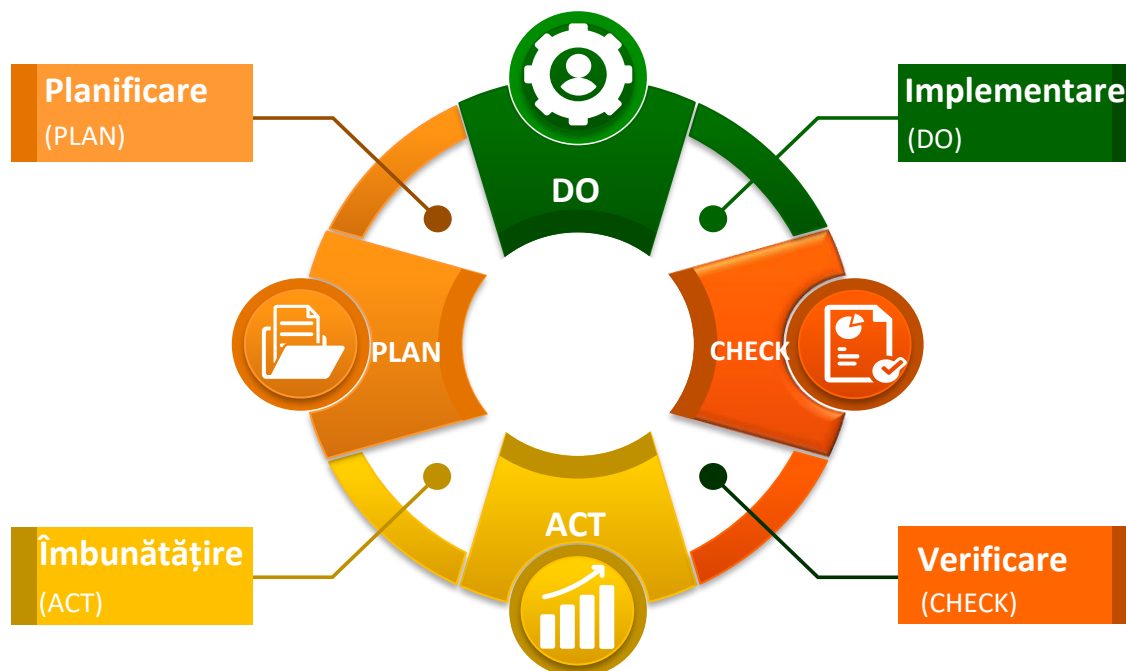 Planificare
(PLAN)
Implementare
(DO)
DO
PLAN
CHECK
ACT
Îmbunătățire
(ACT)
Verificare
(CHECK)